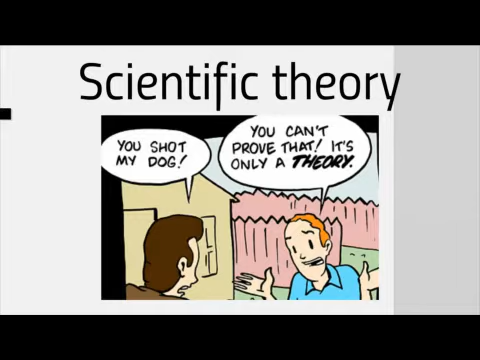 Scientific theory
YOU SHOT
MY DOG!
YOU CAN'T
PROVE THAT! IT'S
ONLY A THEORY.